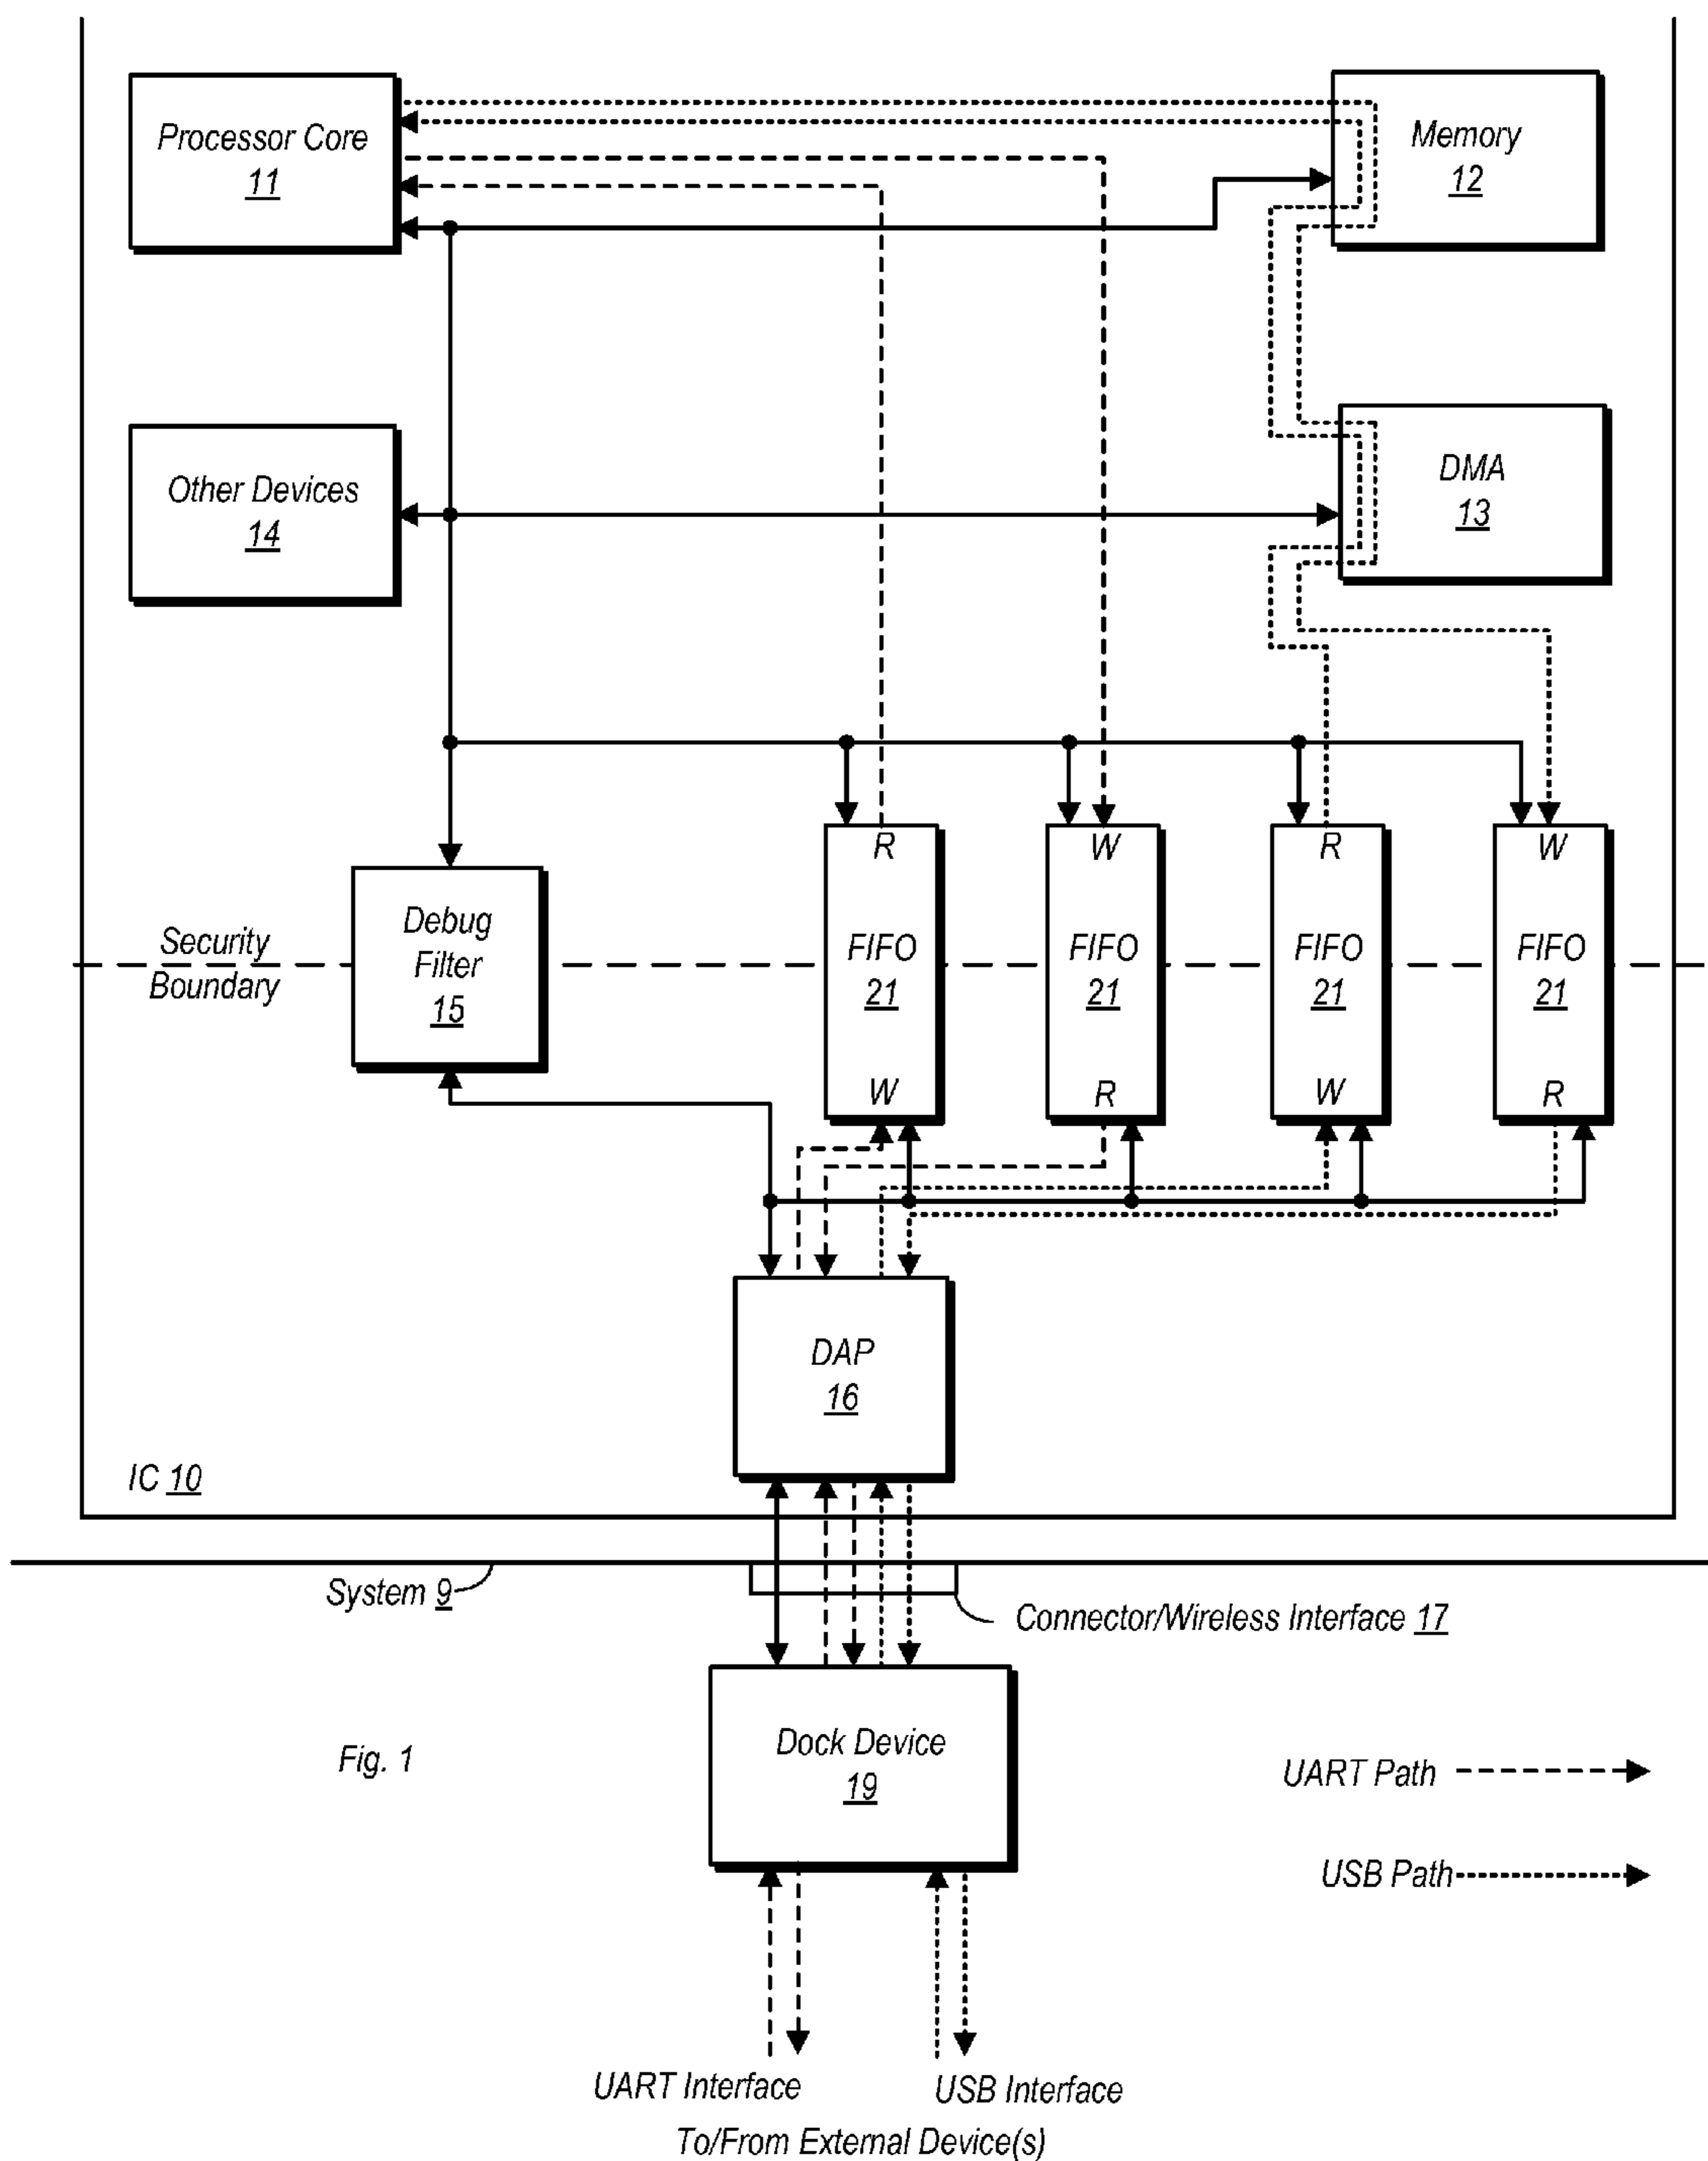 Processor Core
11
Memory
12
Other Devices
14
DMA
13
R
W
R
W
Security
Boundary
Debug
Filter
15
FIFO
21
FIFO
21
FIFO
21
FIFO
21
W
R
W
R
DAP
16
IC 10
System 9
Connector/Wireless Interface 17
Dock Device
19
Fig. 1
UART Path
USB Path
UART Interface
USB Interface
To/From External Device(s)